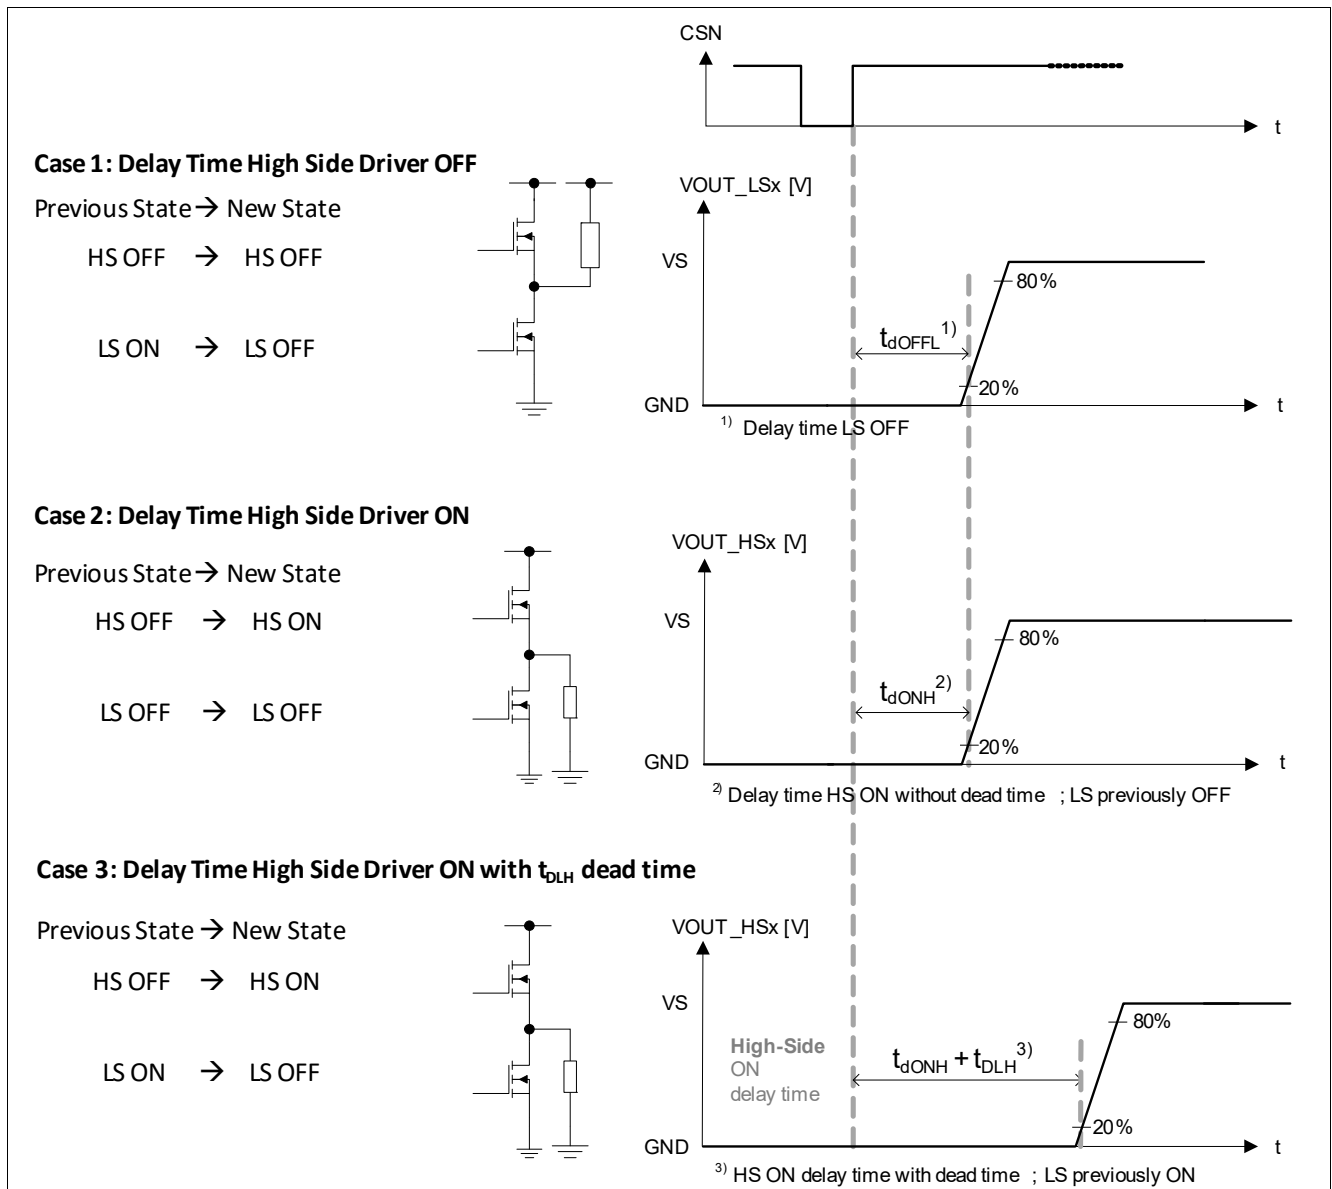 CSN
t
Case 1: Delay Time High Side Driver OFF
Previous State → New State
HS OFF → HS OFF
LS ON → LS OFF
VOUT_LSx [V]
VS
80%
tdOFFL 1)
20%
GND
t
1) Delay time LS OFF
Case 2: Delay Time High Side Driver ON
Previous State → New State
HS OFF → HS ON
LS OFF → LS OFF
VOUT_HSx [V]
VS
80%
tdONH 2)
20%
GND
t
2) Delay time HS ON without dead time ; LS previously OFF
Case 3: Delay Time High Side Driver ON with tDLH dead time
Previous State → New State
HS OFF → HS ON
LS ON → LS OFF
VOUT_HSx [V]
VS
80%
High-Side
ON
delay time
tdONH + tDLH 3)
20%
GND
t
3) HS ON delay time with dead time ; LS previously ON